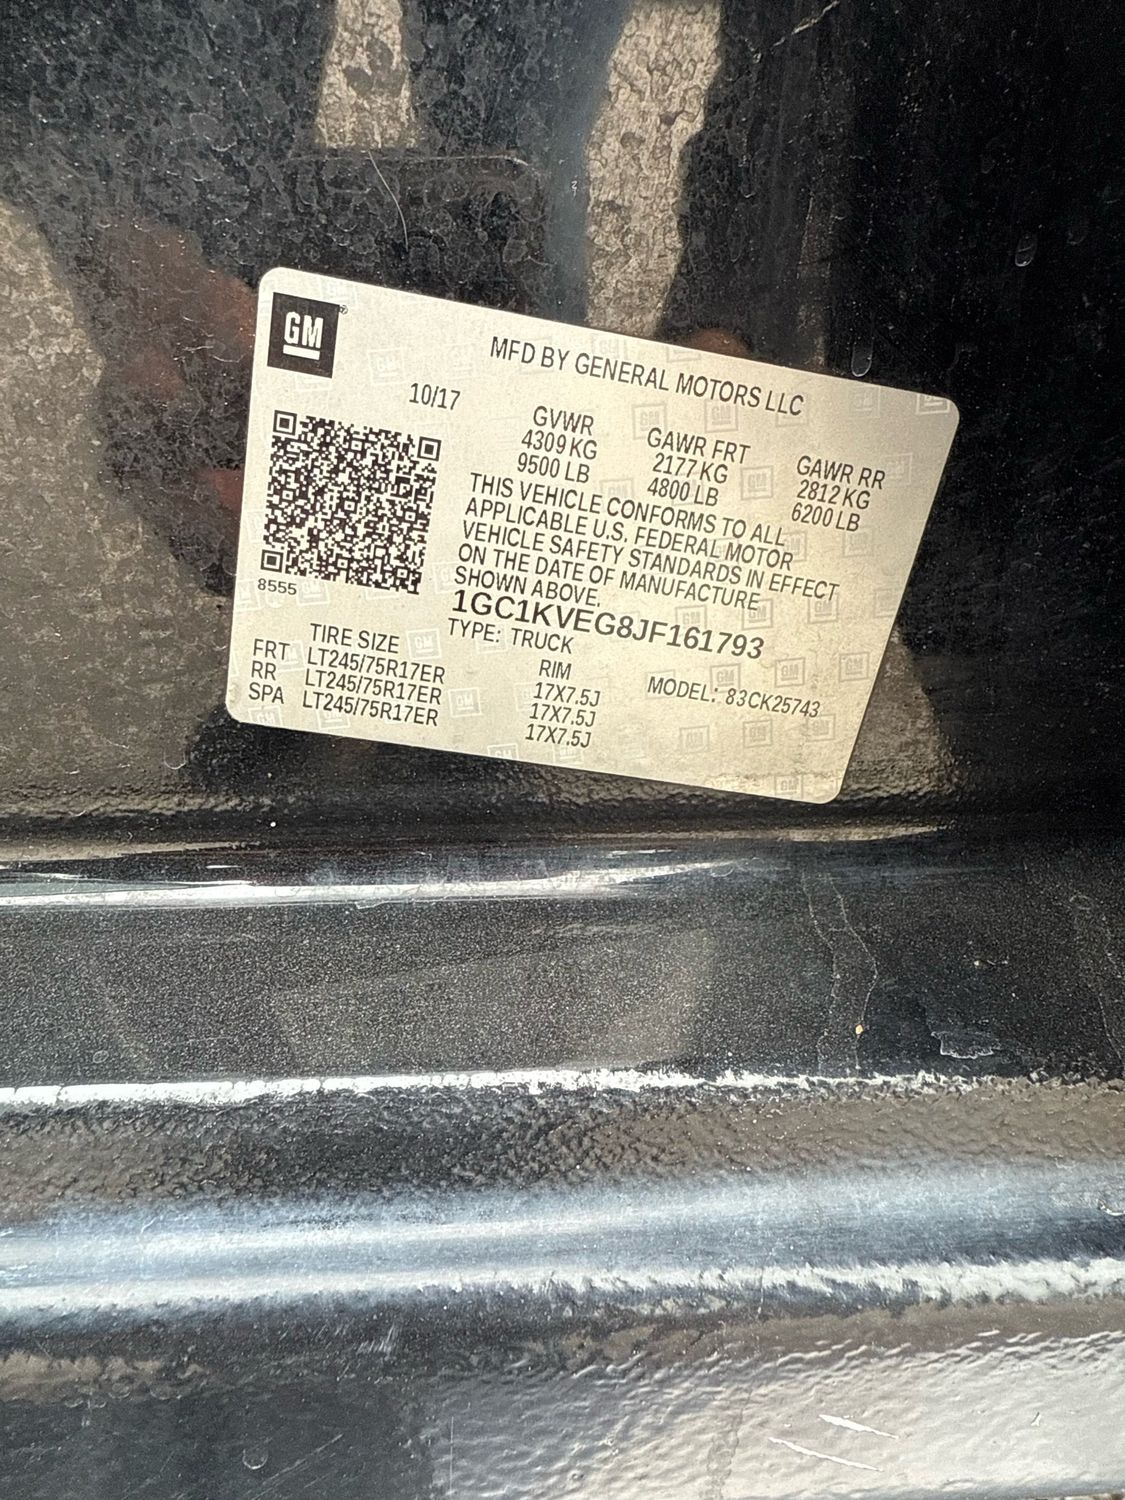 GM
MFD BY GENERAL MOTORS LLC
10/17
GVWR GAWR FRT GAWR RR
4309 KG 2177 KG 2812 KG
9500 LB 4800 LB 6200 LB
THIS VEHICLE CONFORMS TO ALL
APPLICABLE U.S. FEDERAL MOTOR
VEHICLE SAFETY STANDARDS IN EFFECT
ON THE DATE OF MANUFACTURE
SHOWN ABOVE.
8555
1GC1KVEG8JF161793
TYPE: TRUCK
MODEL: 83CK25743
TIRE SIZE RIM
FRT LT245/75R17ER 17X7.5J
RR LT245/75R17ER 17X7.5J
SPA LT245/75R17ER 17X7.5J